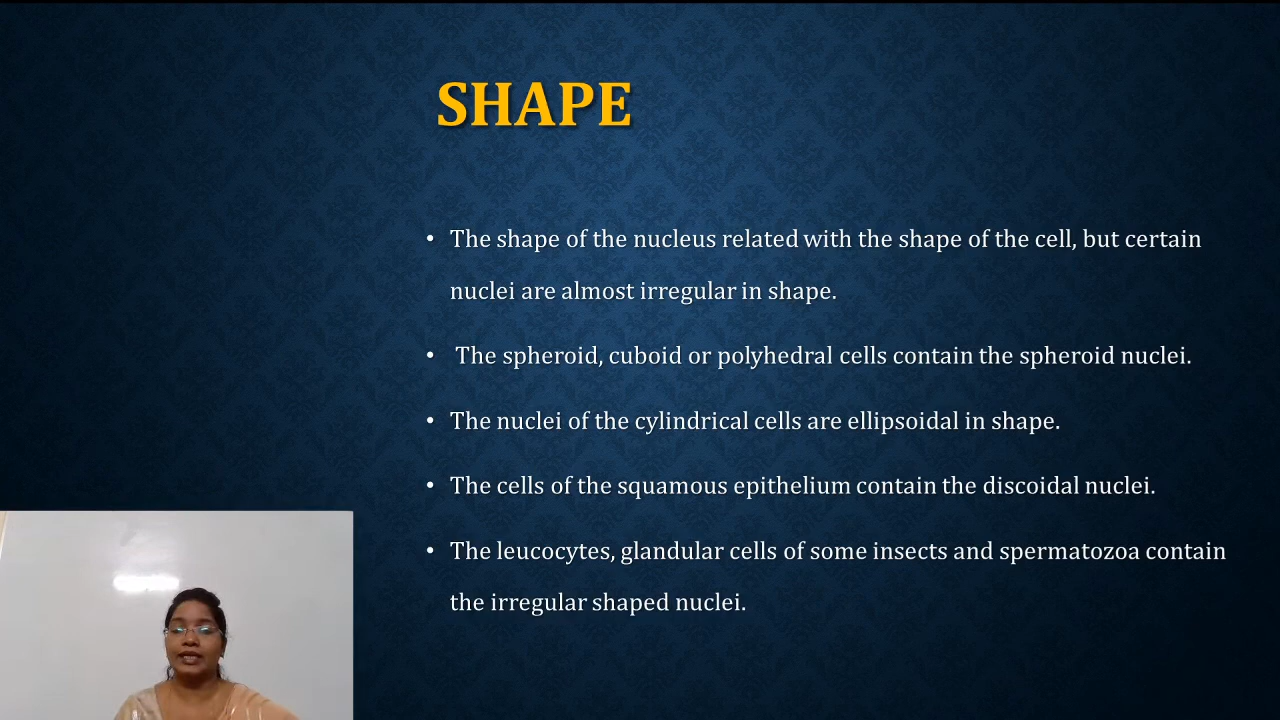 SHAPE
• The shape of the nucleus related with the shape of the cell, but certain
nuclei are almost irregular in shape.
• The spheroid, cuboid or polyhedral cells contain the spheroid nuclei.
• The nuclei of the cylindrical cells are ellipsoidal in shape.
• The cells of the squamous epithelium contain the discoidal nuclei.
• The leucocytes, glandular cells of some insects and spermatozoa contain
the irregular shaped nuclei.